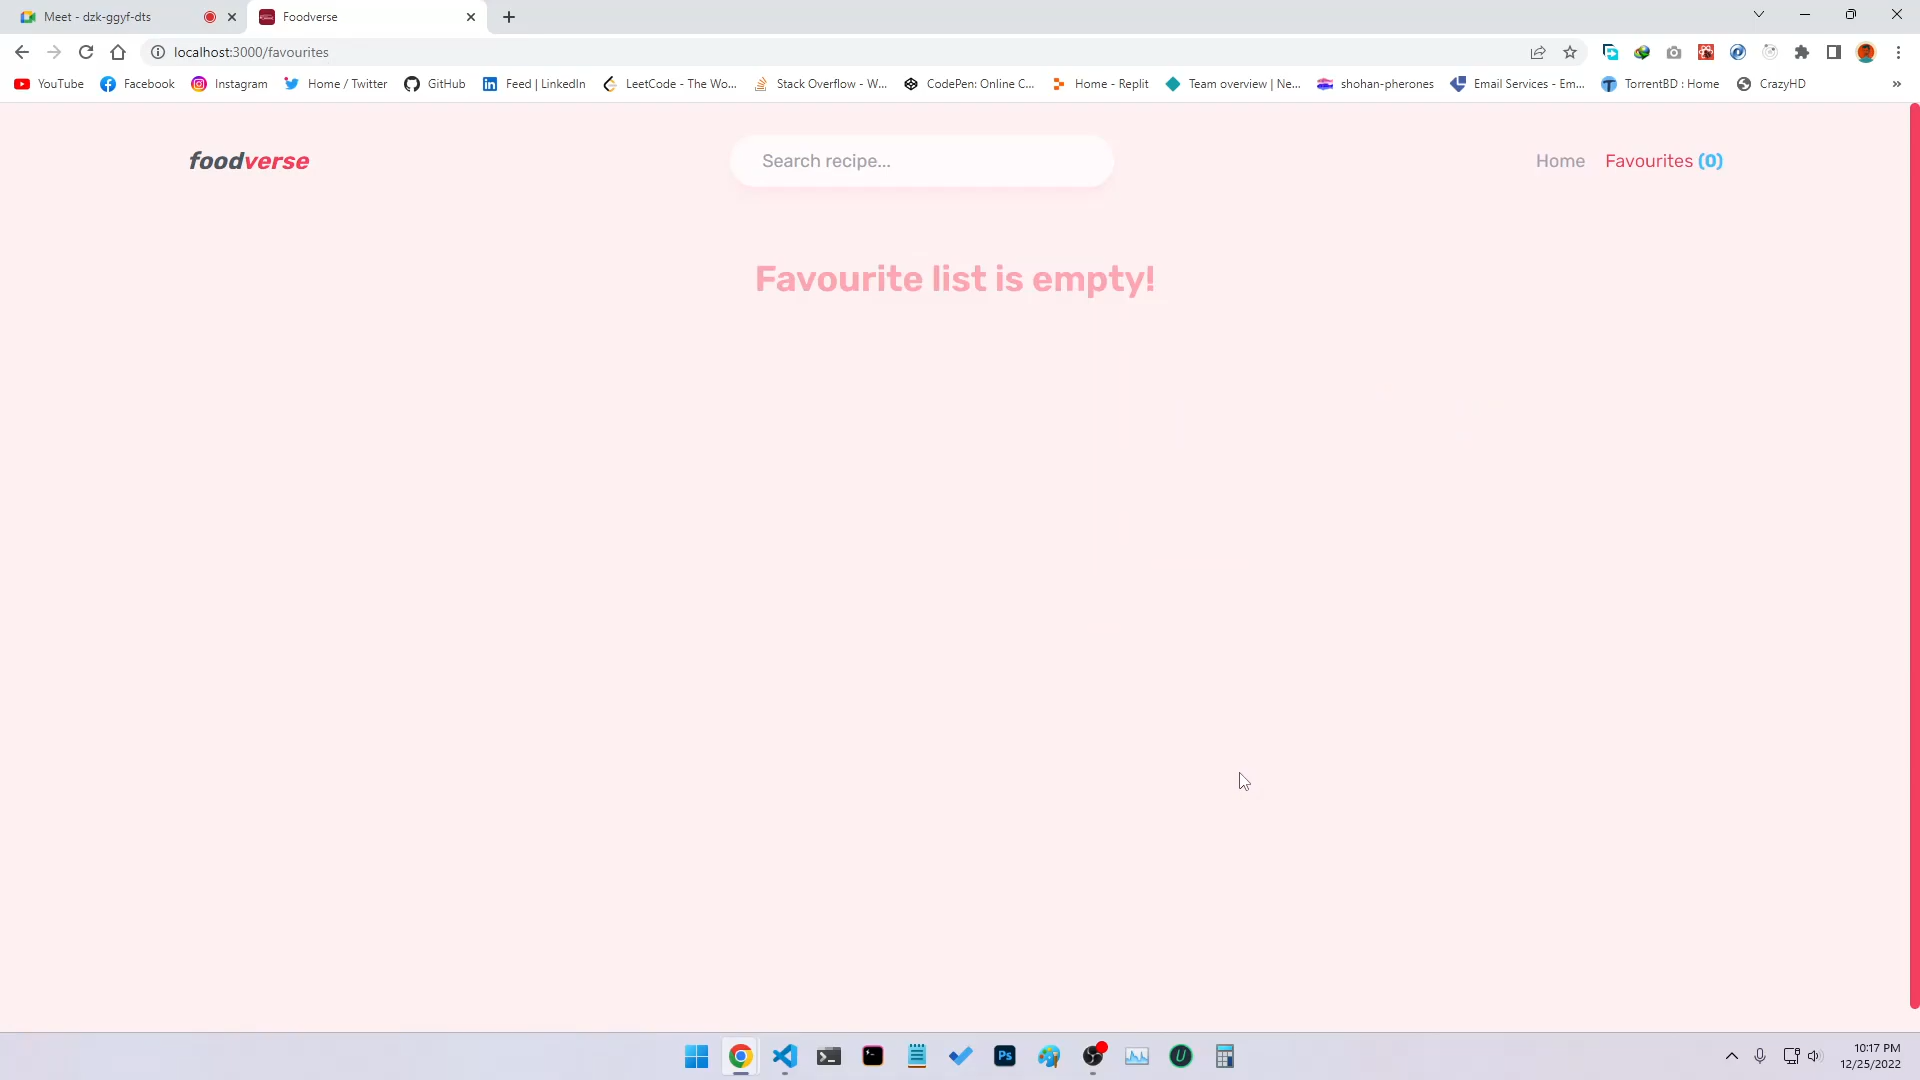 Meet - dzk-ggyf-dts
Foodverse
localhost:3000/favourites
YouTube
Facebook
Instagram
Home / Twitter
GitHub
Feed | LinkedIn
LeetCode - The Wo...
Stack Overflow - W...
CodePen: Online C...
Home - Replit
Team overview | Ne...
shohan-pherones
Email Services - Em...
TorrentBD : Home
CrazyHD
»
foodverse
Search recipe...
Home
Favourites (0)
Favourite list is empty!
Ps
U
10:17 PM
12/25/2022